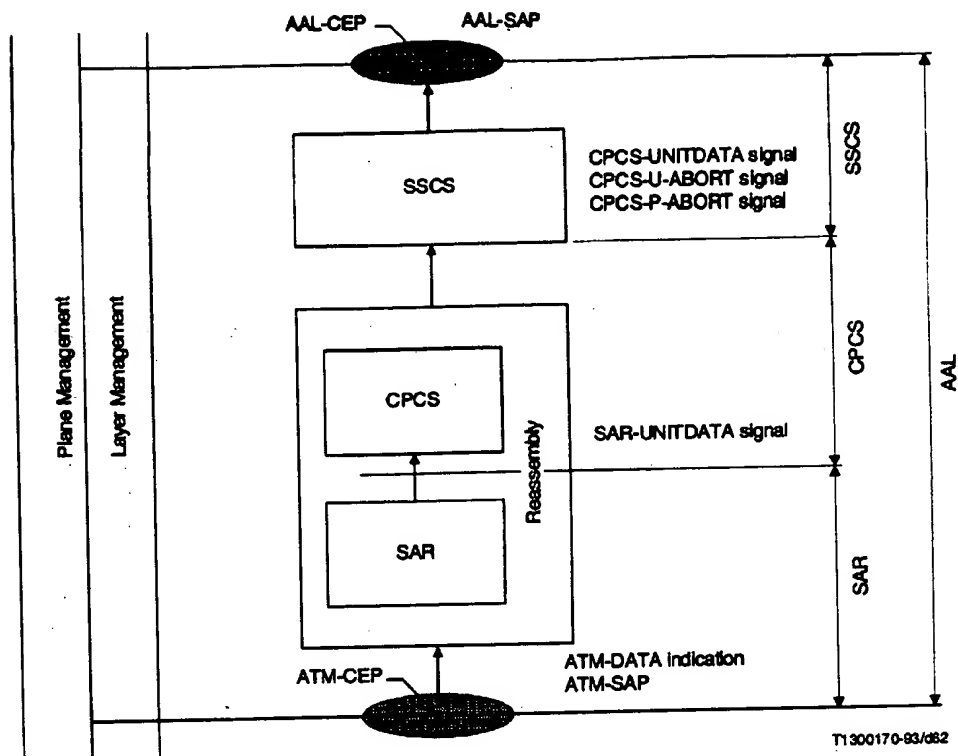 AAL-CEP
AAL-SAP
SSCS
CPCS-UNITDATA signal
CPCS-U-ABORT signal
CPCS-P-ABORT signal
SSCS
Plane Management
Layer Management
CPCS
CPCS
AAL
Reassembly
SAR-UNITDATA signal
SAR
SAR
ATM-CEP
ATM-DATA indication
ATM-SAP
T1300170-93/d62